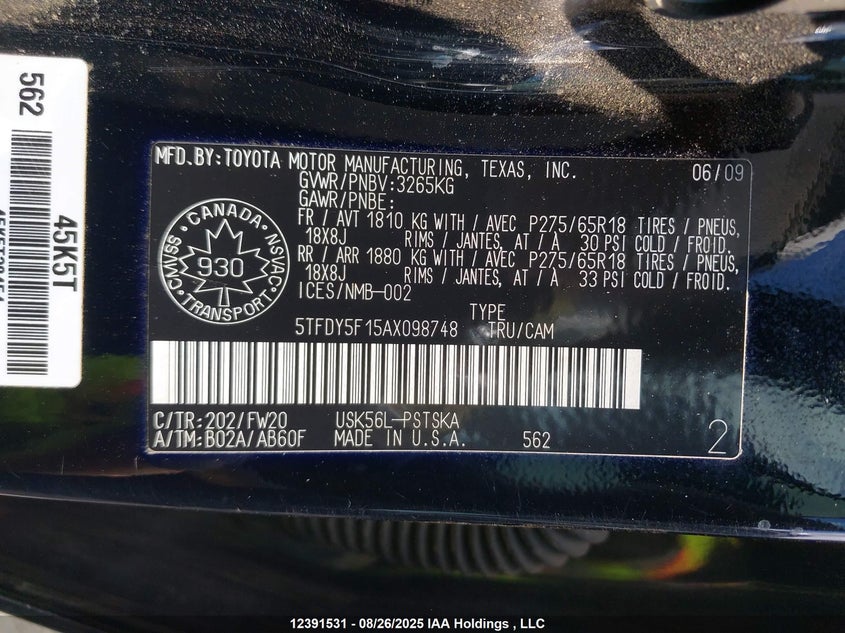 562
45K5T
MFD.BY:TOYOTA MOTOR MANUFACTURING, TEXAS, INC. 06/09
GVWR/PNBV:3265KG
GAWR/PNBE:
FR / AVT 1810 KG WITH / AVEC P275/65R18 TIRES / PNEUS,
18X8J RIMS / JANTES, AT / A 30 PSI COLD / FROID.
RR / ARR 1880 KG WITH / AVEC P275/65R18 TIRES / PNEUS,
18X8J RIMS / JANTES, AT / A 33 PSI COLD / FROID.
ICES/NMB-002
CANADA
CMVSS NSVAC
930
TRANSPORT
TYPE
5TFDY5F15AX098748 TRU/CAM
C/TR:202/FW20 USK56L-PSTSKA
A/TM:B02A/AB60F MADE IN U.S.A. 562
2
12391531 - 08/26/2025 IAA Holdings , LLC